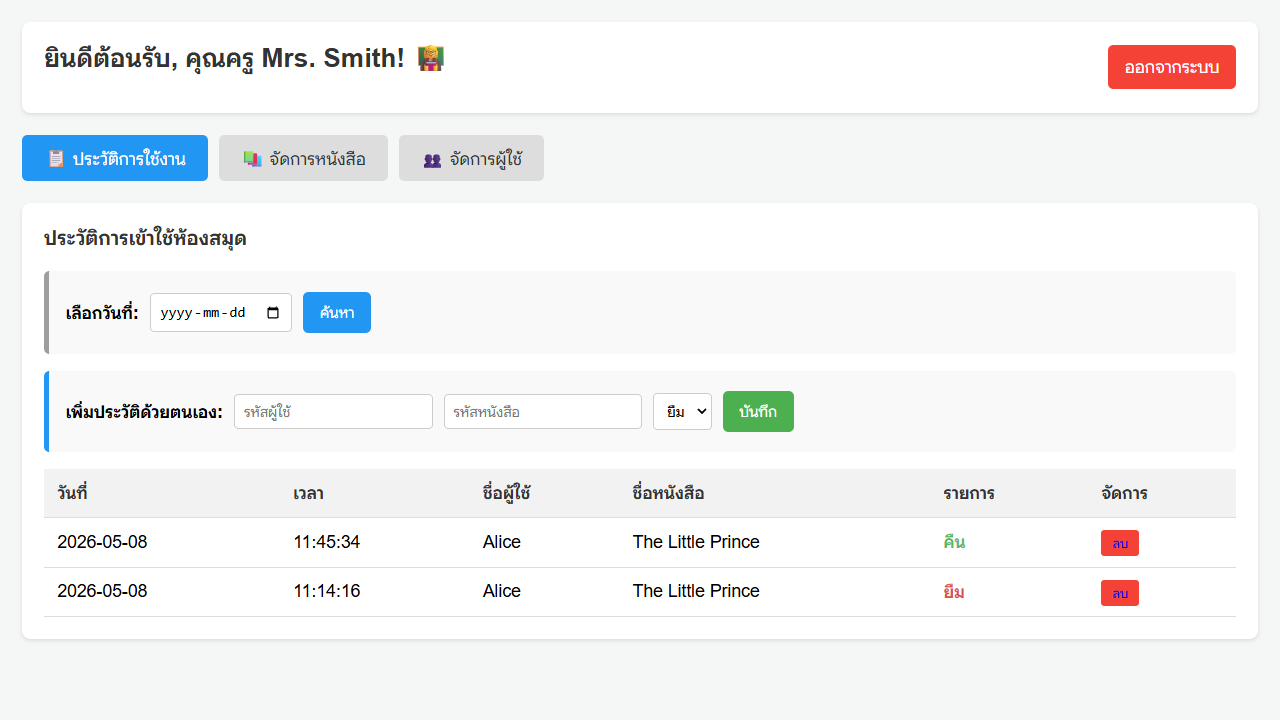 ยินดีต้อนรับ, คุณครู Mrs. Smith! 👩‍🏫
ออกจากระบบ
📋 ประวัติการใช้งาน
📚 จัดการหนังสือ
👥 จัดการผู้ใช้
ประวัติการเข้าใช้ห้องสมุด
เลือกวันที่: yyyy-mm-dd ค้นหา
เพิ่มประวัติด้วยตนเอง: รหัสผู้ใช้ รหัสหนังสือ ยืม บันทึก
วันที่ เวลา ชื่อผู้ใช้ ชื่อหนังสือ รายการ จัดการ
2026-05-08 11:45:34 Alice The Little Prince คืน ลบ
2026-05-08 11:14:16 Alice The Little Prince ยืม ลบ